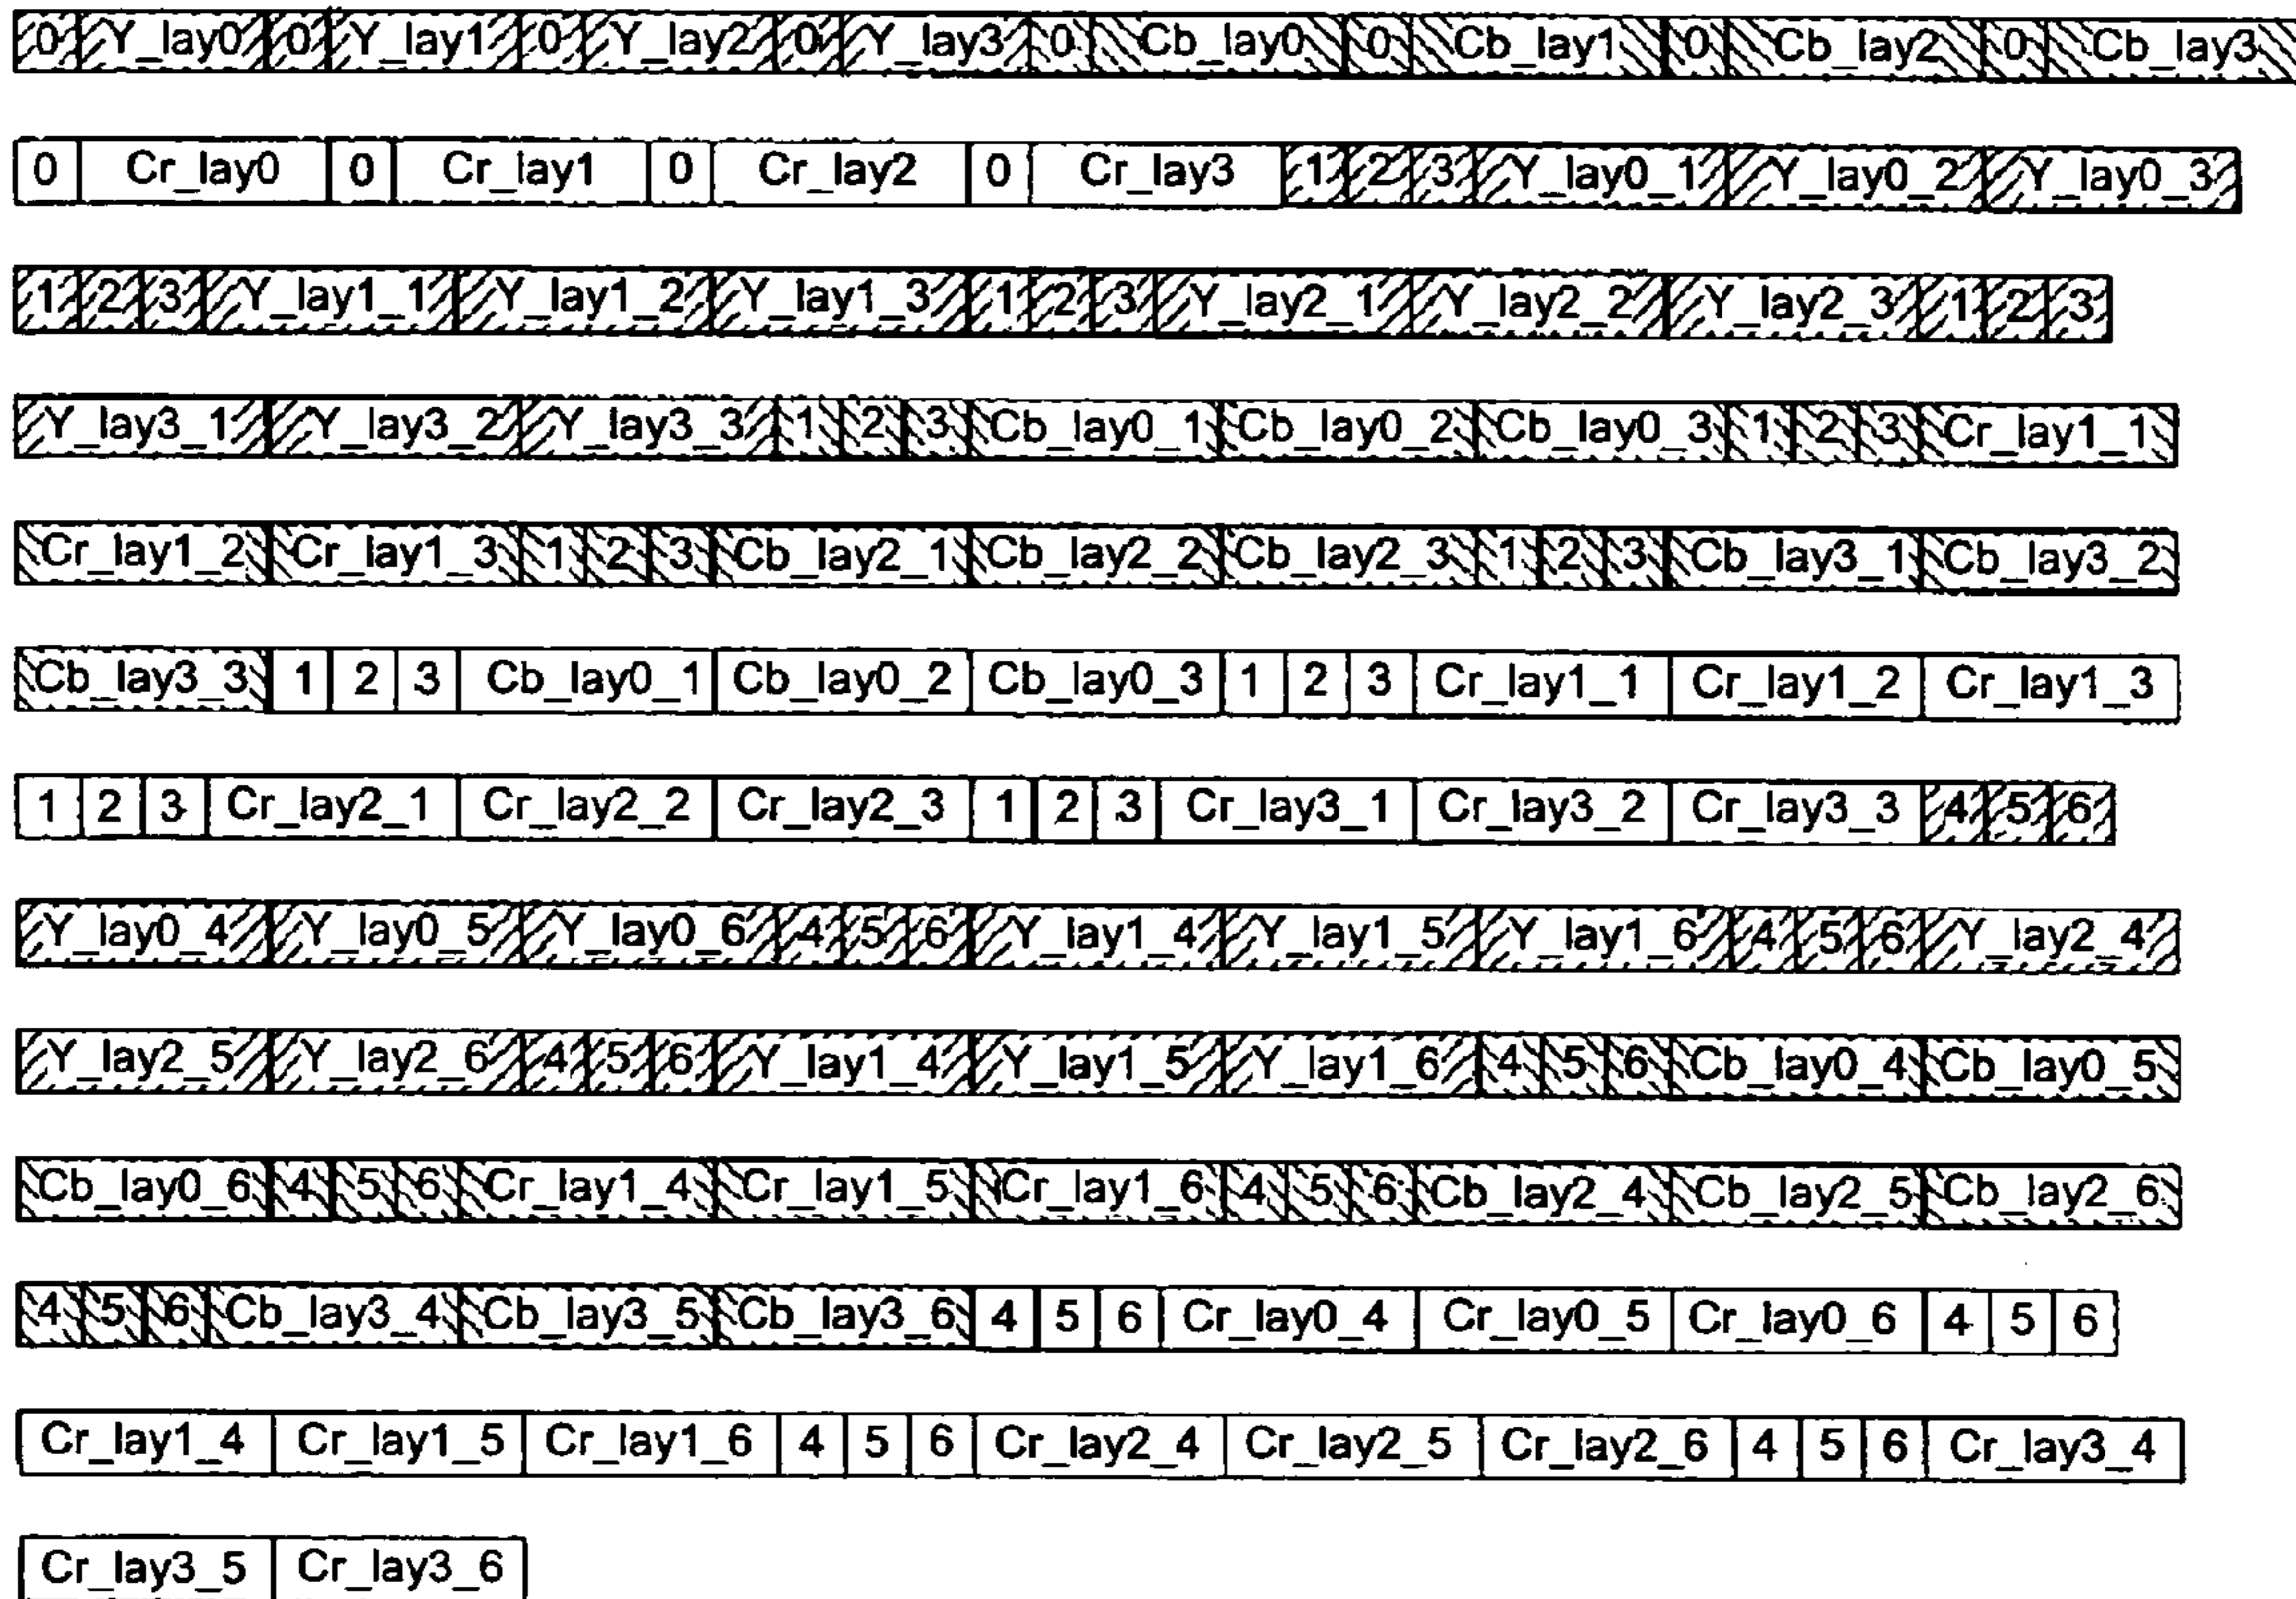 0 Y_lay0 0 Y_lay1 0 Y_lay2 0 Y_lay3 0 Cb_lay0 0 Cb_lay1 0 Cb_lay2 0 Cb_lay3
0 Cr_lay0 0 Cr_lay1 0 Cr_lay2 0 Cr_lay3 1 2 3 Y_lay0_1 Y_lay0_2 Y_lay0_3
1 2 3 Y_lay1_1 Y_lay1_2 Y_lay1_3 1 2 3 Y_lay2_1 Y_lay2_2 Y_lay2_3 1 2 3
Y_lay3_1 Y_lay3_2 Y_lay3_3 1 2 3 Cb_lay0_1 Cb_lay0_2 Cb_lay0_3 1 2 3 Cr_lay1_1
Cr_lay1_2 Cr_lay1_3 1 2 3 Cb_lay2_1 Cb_lay2_2 Cb_lay2_3 1 2 3 Cb_lay3_1 Cb_lay3_2
Cb_lay3_3 1 2 3 Cb_lay0_1 Cb_lay0_2 Cb_lay0_3 1 2 3 Cr_lay1_1 Cr_lay1_2 Cr_lay1_3
1 2 3 Cr_lay2_1 Cr_lay2_2 Cr_lay2_3 1 2 3 Cr_lay3_1 Cr_lay3_2 Cr_lay3_3 4 5 6
Y_lay0_4 Y_lay0_5 Y_lay0_6 4 5 6 Y_lay1_4 Y_lay1_5 Y_lay1_6 4 5 6 Y_lay2_4
Y_lay2_5 Y_lay2_6 4 5 6 Y_lay1_4 Y_lay1_5 Y_lay1_6 4 5 6 Cb_lay0_4 Cb_lay0_5
Cb_lay0_6 4 5 6 Cr_lay1_4 Cr_lay1_5 Cr_lay1_6 4 5 6 Cb_lay2_4 Cb_lay2_5 Cb_lay2_6
4 5 6 Cb_lay3_4 Cb_lay3_5 Cb_lay3_6 4 5 6 Cr_lay0_4 Cr_lay0_5 Cr_lay0_6 4 5 6
Cr_lay1_4 Cr_lay1_5 Cr_lay1_6 4 5 6 Cr_lay2_4 Cr_lay2_5 Cr_lay2_6 4 5 6 Cr_lay3_4
Cr_lay3_5 Cr_lay3_6